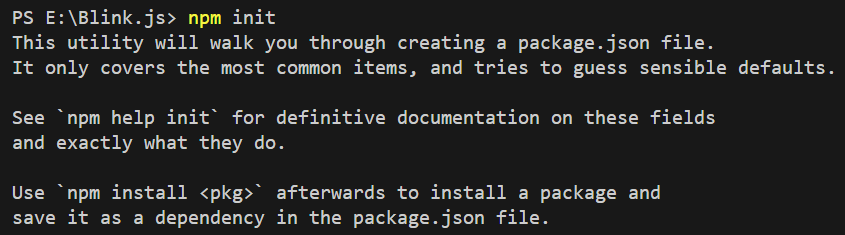 PS E:\Blink.js> npm init
This utility will walk you through creating a package.json file.
It only covers the most common items, and tries to guess sensible defaults.
See `npm help init` for definitive documentation on these fields
and exactly what they do.
Use `npm install <pkg>` afterwards to install a package and
save it as a dependency in the package.json file.